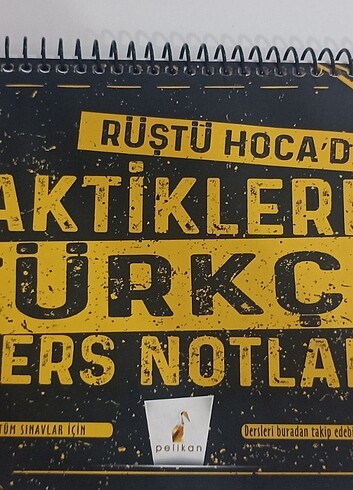 RÜŞTÜ HOCA'D
AKTİKLER
ÜRKÇ
ERS NOTLA
TÜM SINAVLAR İÇİN
Dersleri buradan takip edebi
pelikan